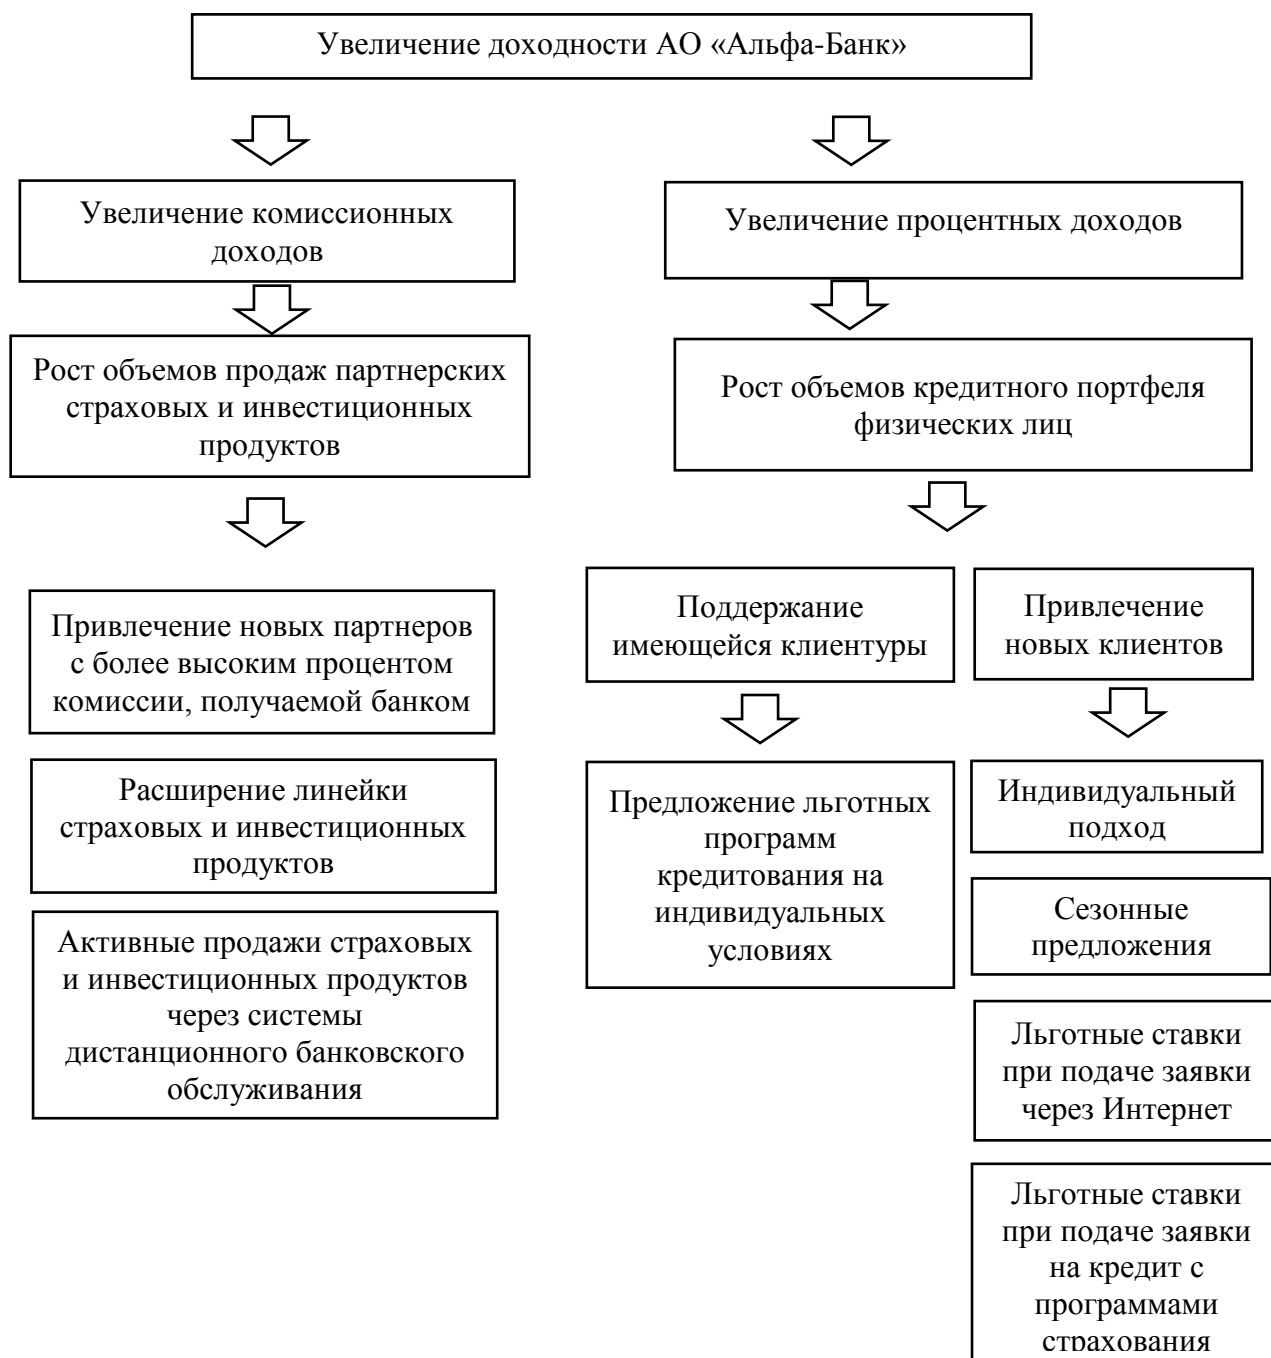 Увеличение доходности АО «Альфа-Банк»
Увеличение комиссионных
доходов
Увеличение процентных доходов
Рост объемов продаж партнерских
страховых и инвестиционных
продуктов
Рост объемов кредитного портфеля
физических лиц
Привлечение новых партнеров
с более высоким процентом
комиссии, получаемой банком
Расширение линейки
страховых и инвестиционных
продуктов
Активные продажи страховых
и инвестиционных продуктов
через системы
дистанционного банковского
обслуживания
Поддержание
имеющейся клиентуры
Предложение льготных
программ
кредитования на
индивидуальных
условиях
Привлечение
новых клиентов
Индивидуальный
подход
Сезонные
предложения
Льготные ставки
при подаче заявки
через Интернет
Льготные ставки
при подаче заявки
на кредит с
программами
страхования